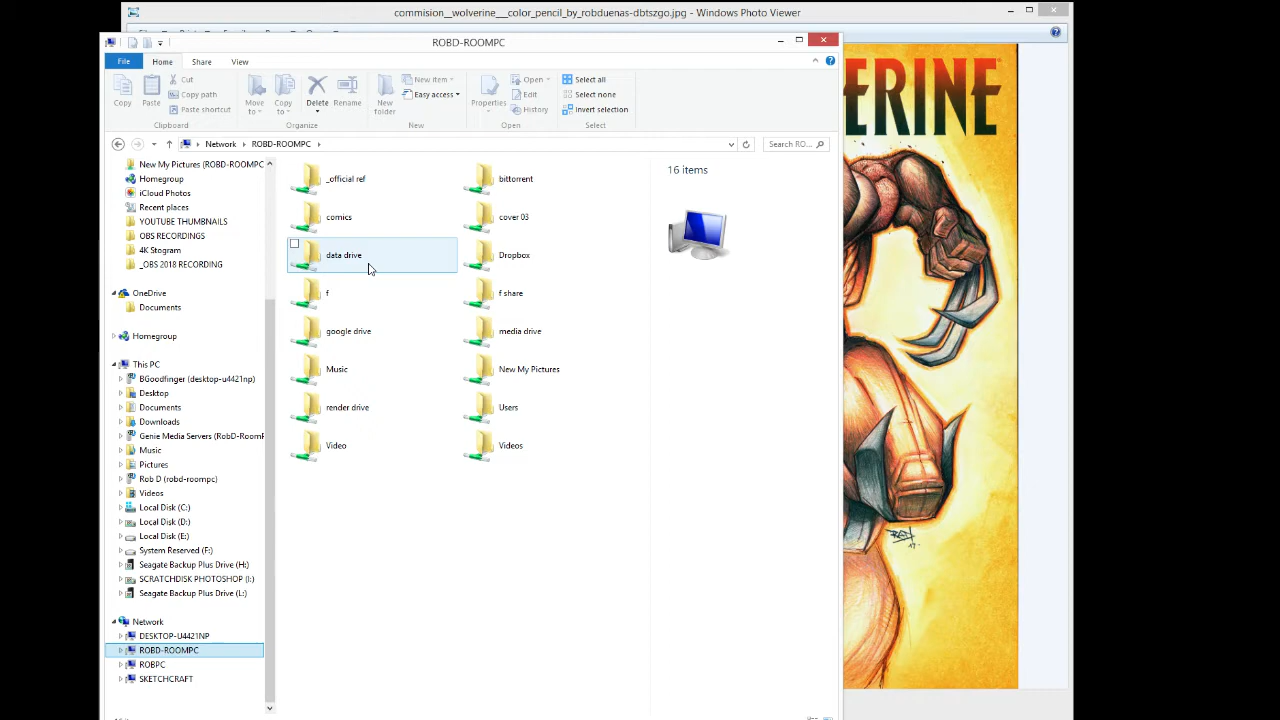 commision__wolverine___color_pencil_by_robduenas-dbtszgo.jpg - Windows Photo Viewer
ROBD-ROOMPC
File Home Share View
Copy Paste Cut Copy path Paste shortcut Move to Copy to Delete Rename New folder New item Easy access Properties Open Edit History Select all Select none Invert selection
Clipboard Organize New Open Select
Network ROBD-ROOMPC Search RO...
New My Pictures (ROBD-ROOMPC)
Homegroup
iCloud Photos
Recent places
YOUTUBE THUMBNAILS
OBS RECORDINGS
4K Stogram
_OBS 2018 RECORDING
OneDrive
Documents
Homegroup
This PC
BGoodfinger (desktop-u4421np)
Desktop
Documents
Downloads
Genie Media Servers (RobD-RoomP
Music
Pictures
Rob D (robd-roompc)
Videos
Local Disk (C:)
Local Disk (D:)
Local Disk (E:)
System Reserved (F:)
Seagate Backup Plus Drive (H:)
SCRATCHDISK PHOTOSHOP (I:)
Seagate Backup Plus Drive (L:)
Network
DESKTOP-U4421NP
ROBD-ROOMPC
ROBPC
SKETCHCRAFT
_official ref bittorrent
comics cover 03
data drive Dropbox
f f share
google drive media drive
Music New My Pictures
render drive Users
Video Videos
16 items
ERINE